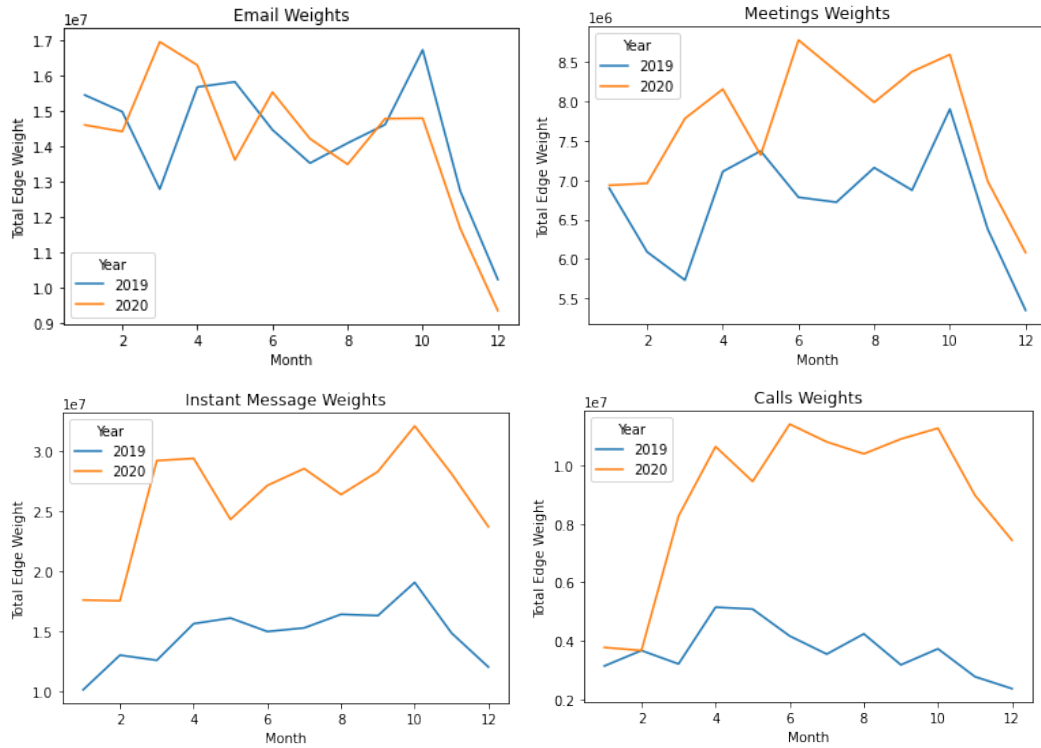 Email Weights
1e7
1.7
1.6
1.5
1.4
1.3
1.2
1.1
1.0
0.9
Total Edge Weight
Year
2019
2020
2
4
6
8
10
12
Month
Meetings Weights
1e6
8.5
8.0
7.5
7.0
6.5
6.0
5.5
Total Edge Weight
Year
2019
2020
2
4
6
8
10
12
Month
Instant Message Weights
1e7
3.0
2.5
2.0
1.5
1.0
Total Edge Weight
Year
2019
2020
2
4
6
8
10
12
Month
Calls Weights
1e7
1.0
0.8
0.6
0.4
0.2
Total Edge Weight
Year
2019
2020
2
4
6
8
10
12
Month